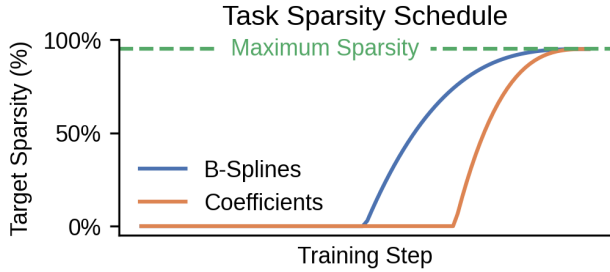 Task Sparsity Schedule
Target Sparsity (%)
100%
50%
0%
Maximum Sparsity
B-Splines
Coefficients
Training Step